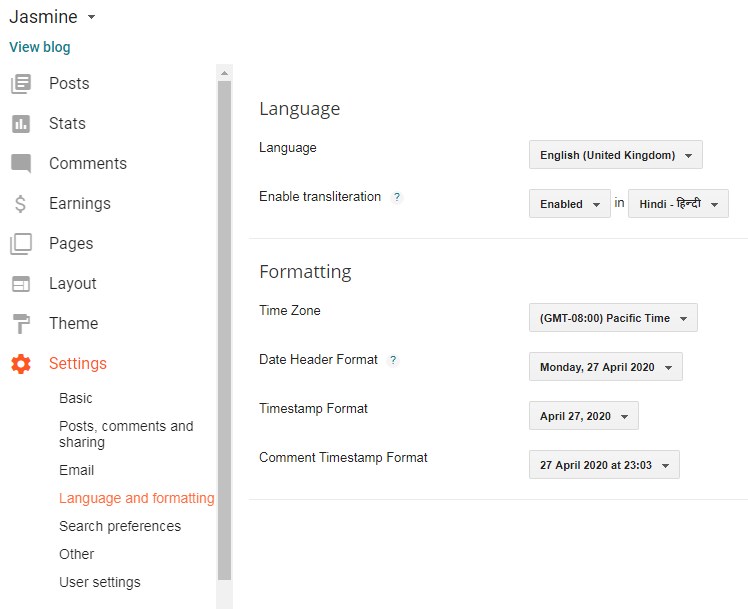 Jasmine
View blog
Posts
Stats
Comments
Earnings
Pages
Layout
Theme
Settings
Basic
Posts, comments and
sharing
Email
Language and formatting
Search preferences
Other
User settings
Language
Language
English (United Kingdom)
Enable transliteration ? Enabled in Hindi - हिन्दी
Formatting
Time Zone (GMT-08:00) Pacific Time
Date Header Format ? Monday, 27 April 2020
Timestamp Format April 27, 2020
Comment Timestamp Format 27 April 2020 at 23:03